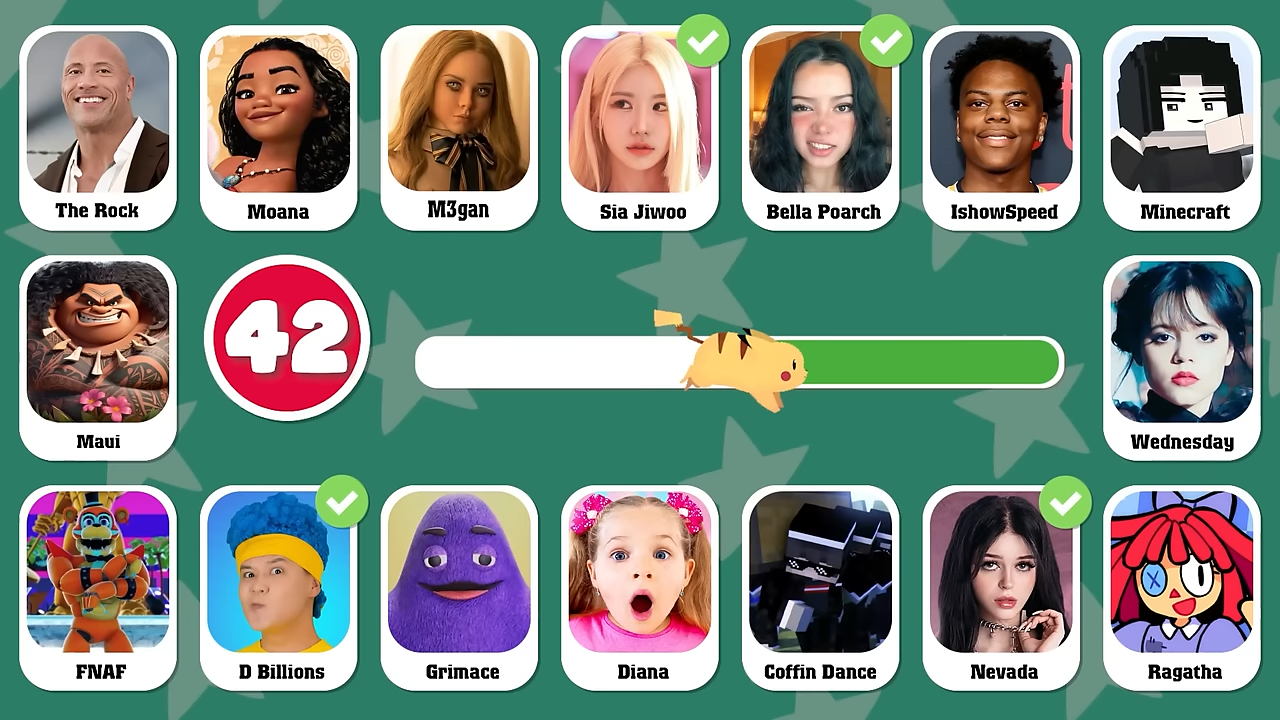 The Rock
Moana
M3gan
Sia Jiwoo
Bella Poarch
IshowSpeed
Minecraft
Maui
42
Wednesday
FNAF
D Billions
Grimace
Diana
Coffin Dance
Nevada
Ragatha